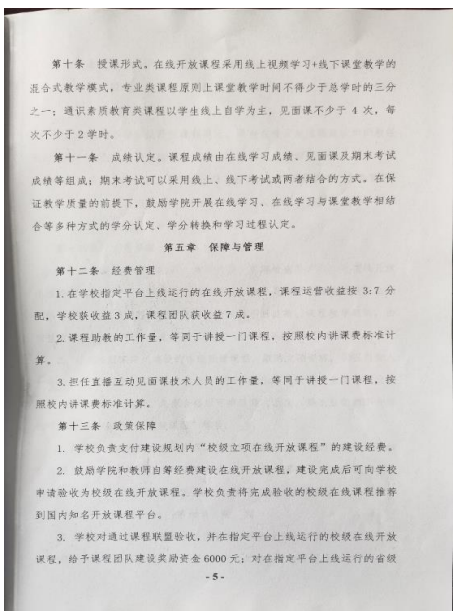 第十条 授课形式。在线开放课程采用线上视频学习+线下课堂教学的
混合式教学模式，专业类课程原则上课堂教学时间不得少于总学时的三分
之一；通识素质教育类课程以学生线上自学为主，见面课不少于 4 次，每
次不少于2学时。
第十一条 成绩认定。课程成绩由在线学习成绩、见面课及期末考试
成绩等组成；期末考试可以采用线上、线下考试或两者结合的方式。在保
证教学质量的前提下，鼓励学院开展在线学习、在线学习与课堂教学相结
合等多种方式的学分认定、学分转换和学习过程认定。
第五章 保障与管理
第十二条 经费管理
1.在学校指定平台上线运行的在线开放课程，课程运营收益按 3:7 分
配，学校获收益3成，课程团队获收益7成。
2.课程助教的工作量，等同于讲授一门课程，按照校内讲课费标准计
算。
3.担任直播互动见面课技术人员的工作量，等同于讲授一门课程，按
照校内讲课费标准计算。
第十三条 政策保障
1. 学校负责支付建设规划内“校级立项在线开放课程”的建设经费。
2. 鼓励学院和教师自筹经费建设在线开放课程，建设完成后可向学校
申请验收为校级在线开放课程。学校负责将完成验收的校级在线课程推荐
到国内知名开放课程平台。
3. 学校对通过课程联盟验收，并在指定平台上线运行的校级在线开放
课程，给予课程团队建设奖励资金6000元；对在指定平台上线运行的省级
- 5 -